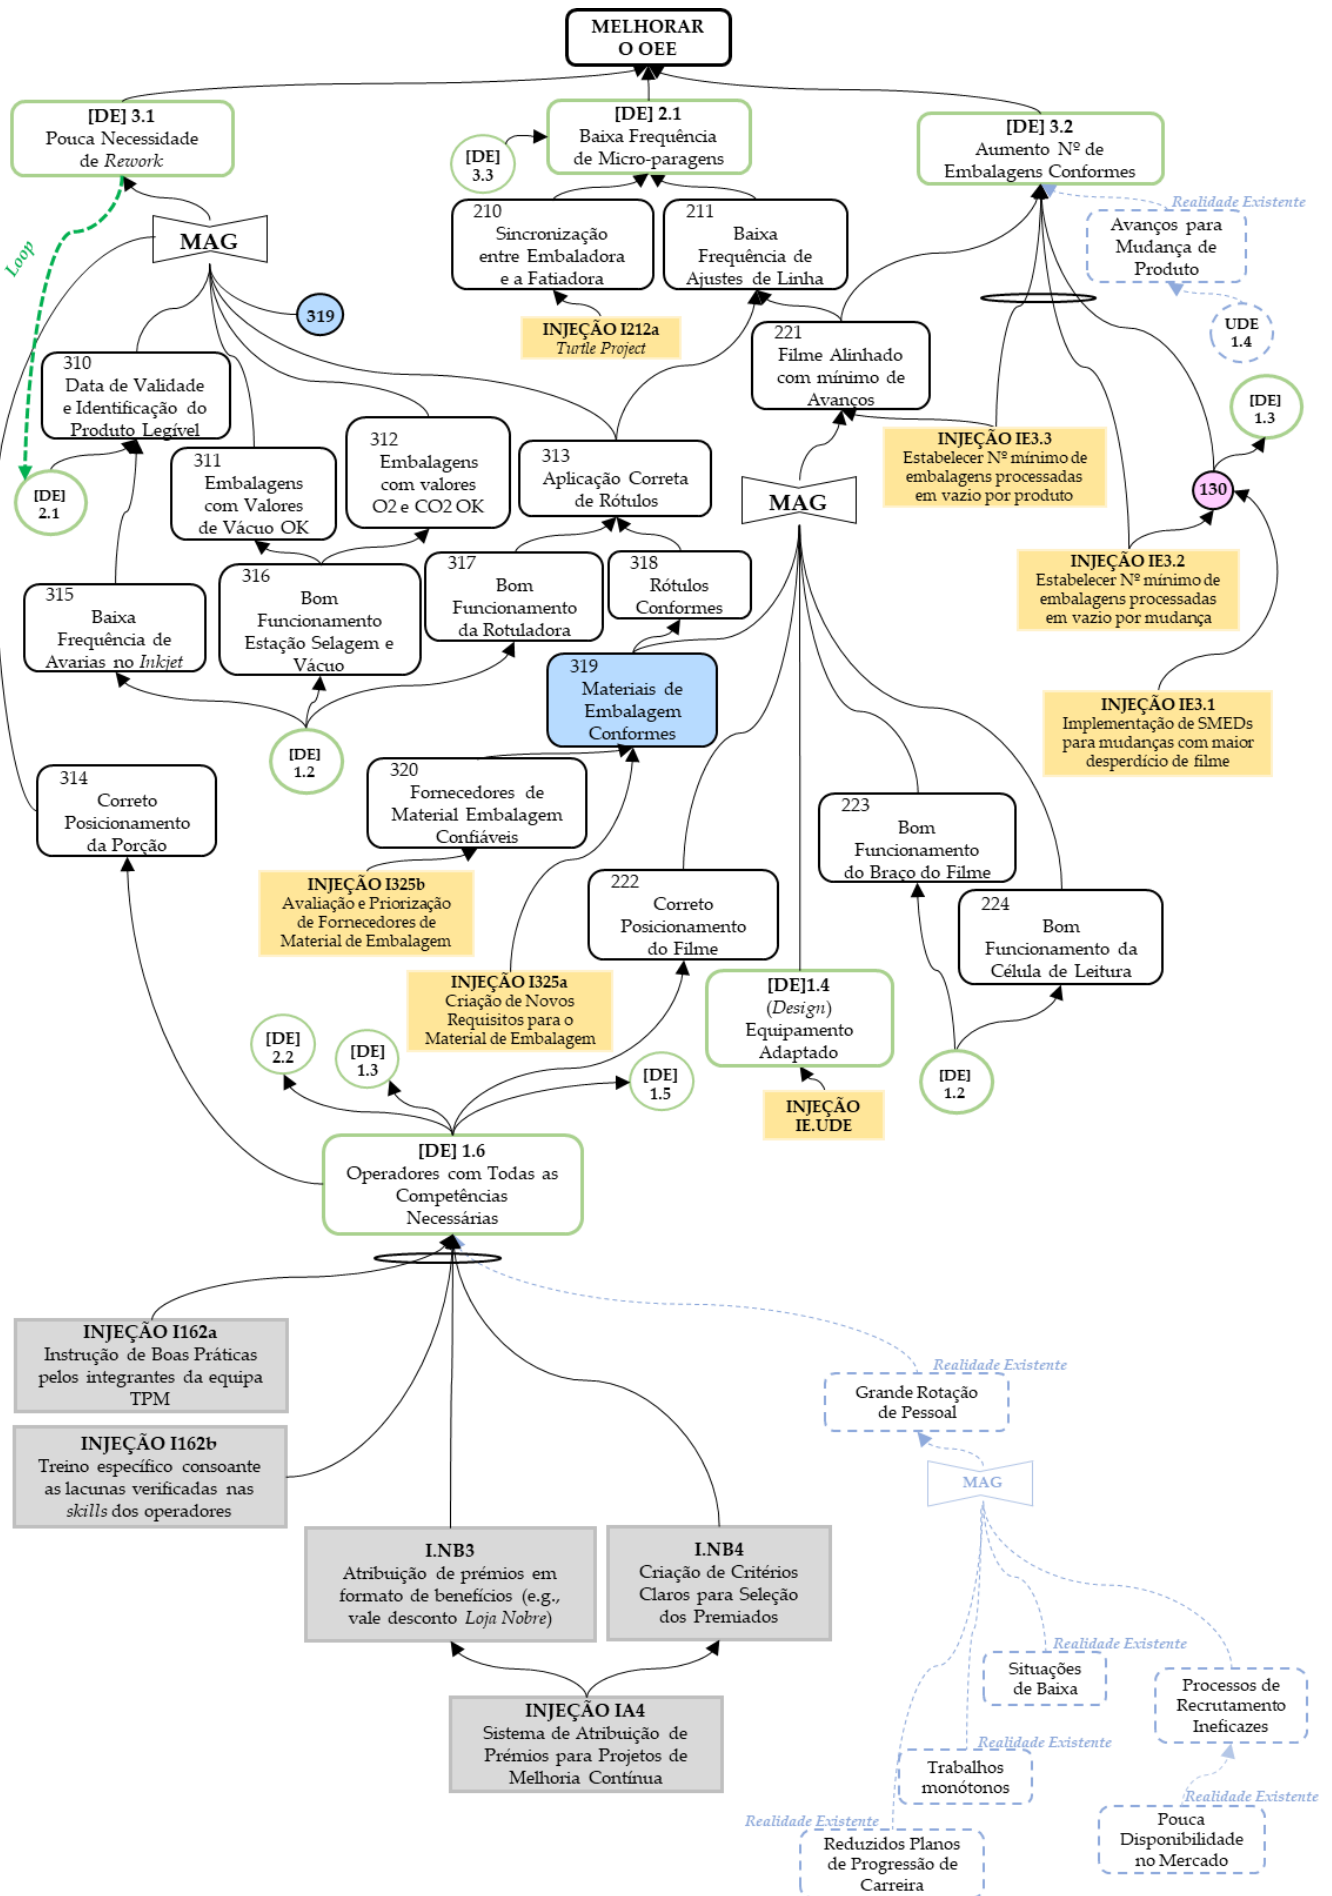 MELHORAR
O OEE
[DE] 3.1
Pouca Necessidade
de Rework
[DE]
3.3
[DE] 2.1
Baixa Frequência
de Micro-paragens
[DE] 3.2
Aumento Nº de
Embalagens Conformes
Realidade Existente
Avanços para
Mudança de
Produto
UDE
1.4
Loop
MAG
319
210
Sincronização
entre Embaladora
e a Fatiadora
211
Baixa
Frequência de
Ajustes de Linha
INJEÇÃO I212a
Turtle Project
221
Filme Alinhado
com mínimo de
Avanços
310
Data de Validade
e Identificação do
Produto Legível
[DE]
2.1
311
Embalagens
com Valores
de Vácuo OK
312
Embalagens
com valores
O2 e CO2 OK
313
Aplicação Correta
de Rótulos
MAG
INJEÇÃO IE3.3
Estabelecer Nº mínimo de
embalagens processadas
em vazio por produto
[DE]
1.3
130
INJEÇÃO IE3.2
Estabelecer Nº mínimo de
embalagens processadas
em vazio por mudança
315
Baixa
Frequência de
Avarias no Inkjet
316
Bom
Funcionamento
Estação Selagem e
Vácuo
317
Bom
Funcionamento
da Rotuladora
318
Rótulos
Conformes
319
Materiais de
Embalagem
Conformes
INJEÇÃO IE3.1
Implementação de SMEDs
para mudanças com maior
desperdício de filme
[DE]
1.2
314
Correto
Posicionamento
da Porção
320
Fornecedores de
Material Embalagem
Confiáveis
INJEÇÃO I325b
Avaliação e Priorização
de Fornecedores de
Material de Embalagem
INJEÇÃO I325a
Criação de Novos
Requisitos para o
Material de Embalagem
222
Correto
Posicionamento
do Filme
223
Bom
Funcionamento
do Braço do Filme
224
Bom
Funcionamento da
Célula de Leitura
[DE]1.4
(Design)
Equipamento
Adaptado
INJEÇÃO
IE.UDE
[DE]
1.2
[DE]
2.2
[DE]
1.3
[DE]
1.5
[DE] 1.6
Operadores com Todas as
Competências
Necessárias
INJEÇÃO I162a
Instrução de Boas Práticas
pelos integrantes da equipa
TPM
INJEÇÃO I162b
Treino específico consoante
as lacunas verificadas nas
skills dos operadores
I.NB3
Atribuição de prémios em
formato de benefícios (e.g.,
vale desconto Loja Nobre)
I.NB4
Criação de Critérios
Claros para Seleção
dos Premiados
INJEÇÃO IA4
Sistema de Atribuição de
Prémios para Projetos de
Melhoria Contínua
Realidade Existente
Grande Rotação
de Pessoal
MAG
Realidade Existente
Situações
de Baixa
Processos de
Recrutamento
Ineficazes
Realidade Existente
Trabalhos
monótonos
Realidade Existente
Pouca
Disponibilidade
no Mercado
Realidade Existente
Reduzidos Planos
de Progressão de
Carreira